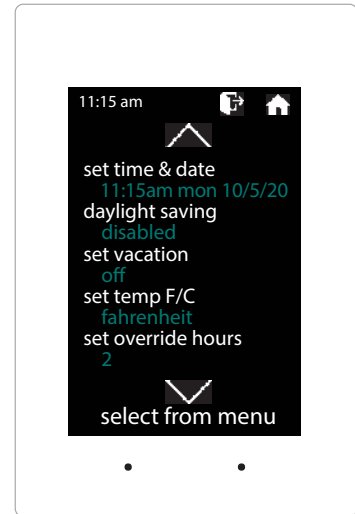 11:15 am
set time & date
11:15am mon 10/5/20
daylight saving
disabled
set vacation
off
set temp F/C
fahrenheit
set override hours
2
select from menu